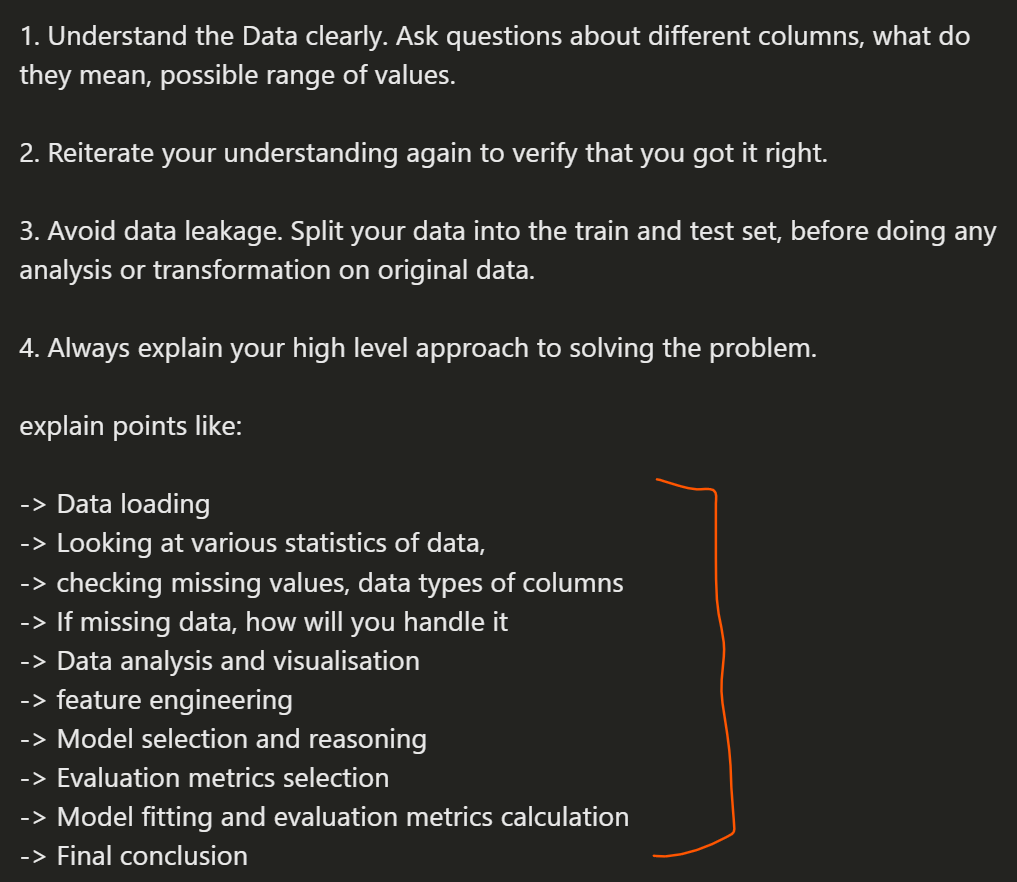 1. Understand the Data clearly. Ask questions about different columns, what do
they mean, possible range of values.
2. Reiterate your understanding again to verify that you got it right.
3. Avoid data leakage. Split your data into the train and test set, before doing any
analysis or transformation on original data.
4. Always explain your high level approach to solving the problem.
explain points like:
-> Data loading
-> Looking at various statistics of data,
-> checking missing values, data types of columns
-> If missing data, how will you handle it
-> Data analysis and visualisation
-> feature engineering
-> Model selection and reasoning
-> Evaluation metrics selection
-> Model fitting and evaluation metrics calculation
-> Final conclusion